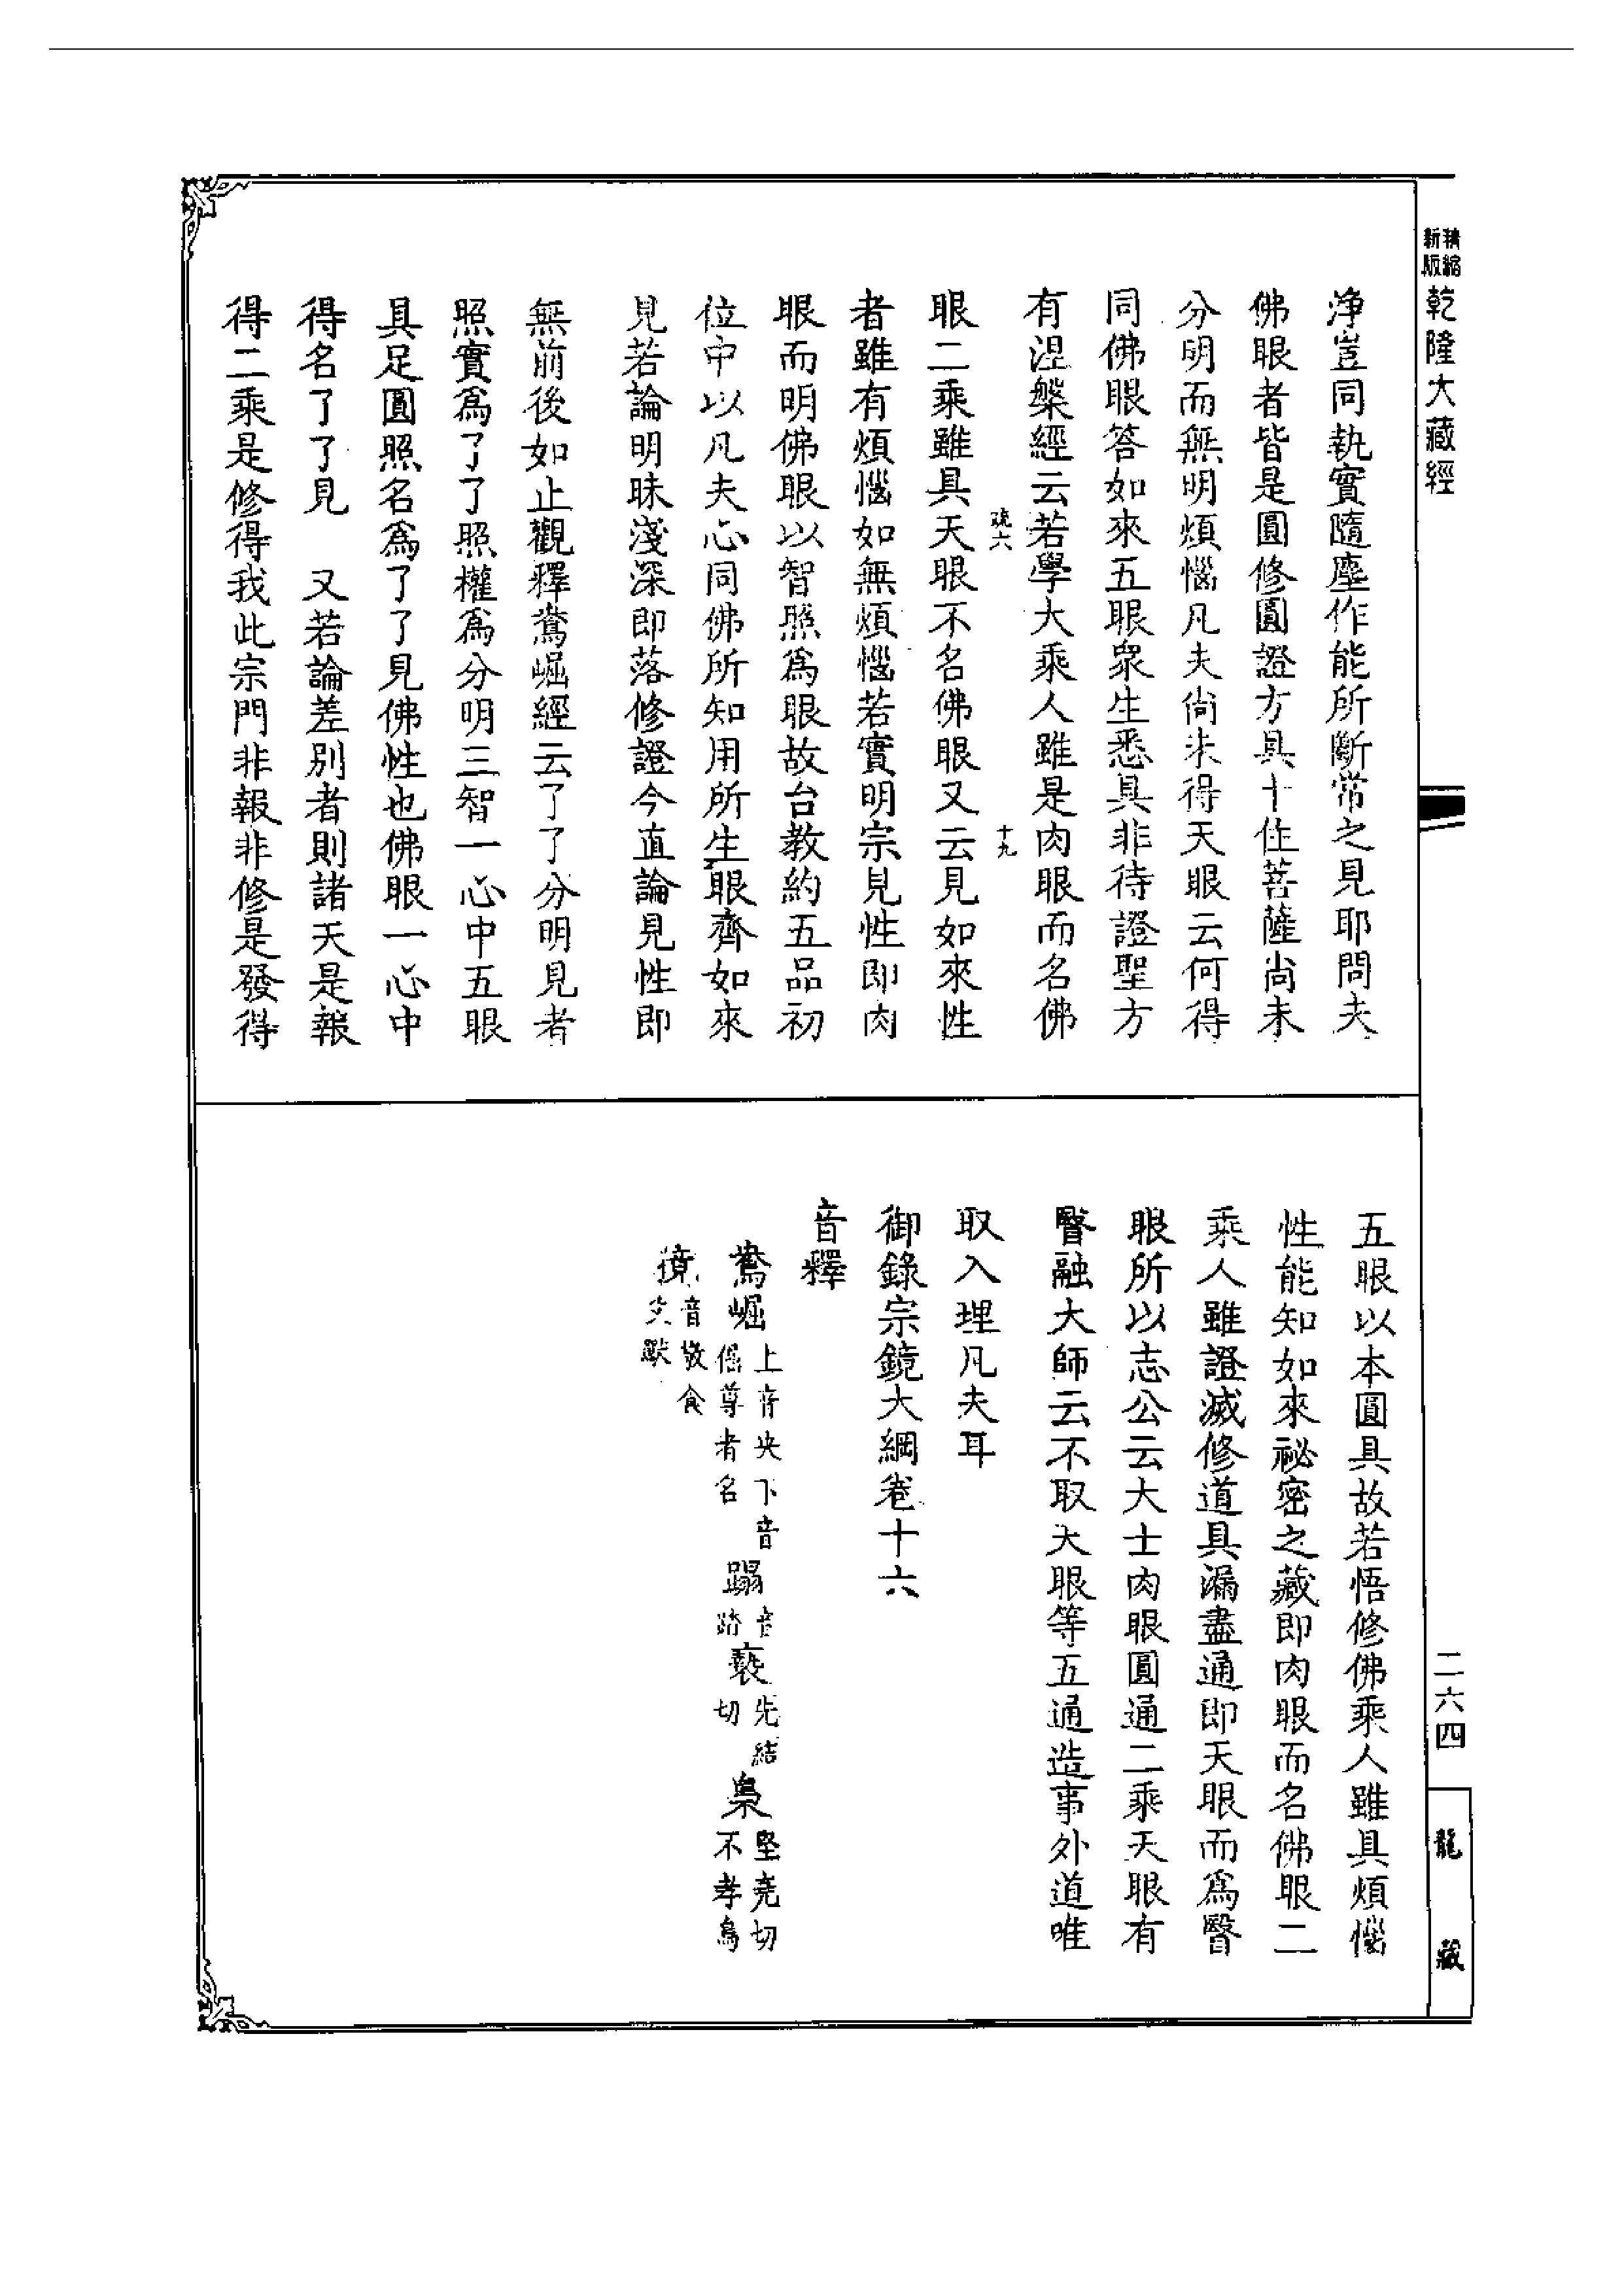 精縮新版乾隆大藏經
淨豈同執實隨塵作能所斷常之見耶問夫
佛眼者皆是圓修圓證方具十住菩薩尚未
分明而無明煩惱凡夫尚未得天眼云何得
同佛眼答如來五眼衆生悉具非待證聖方
有涅槃經云若學大乘人雖是肉眼而名佛
疏六 十九
眼二乘雖具天眼不名佛眼又云見如來性
者雖有煩惱如無煩惱若實明宗見性即肉
眼而明佛眼以智照爲眼故台教約五品初
位中以凡夫心同佛所知用所生眼齊如來
見若論明昧淺深即落修證今直論見性即
無前後如止觀釋鴦崛經云了了分明見者
照實爲了了照權爲分明三智一心中五眼
具足圓照名爲了了見佛性也佛眼一心中
得名了了見　又若論差別者則諸天是報
得二乘是修得我此宗門非報非修是發得
五眼以本圓具故若悟修佛乘人雖具煩惱
性能知如來祕密之藏即肉眼而名佛眼二
乘人雖證滅修道具漏盡通即天眼而爲瞖
眼所以志公云大士肉眼圓通二乘天眼有
瞖融大師云不取天眼等五通造事外道唯
取入理凡夫耳
御錄宗鏡大綱卷十六
音釋
鴦崛上音央下音倔尊者名 蹋音踏 褻先結切 梟堅堯切不孝鳥
獍音敬食父獸
二六四
龍藏